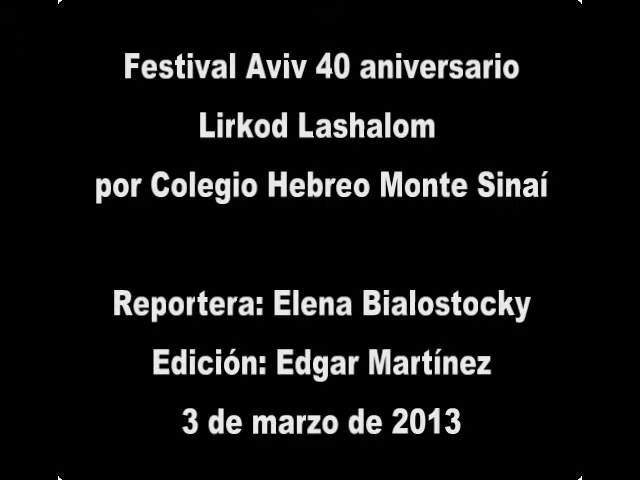 Festival Aviv 40 aniversario
Lirkod Lashalom
por Colegio Hebreo Monte Sinaí
Reportera: Elena Bialostocky
Edición: Edgar Martínez
3 de marzo de 2013